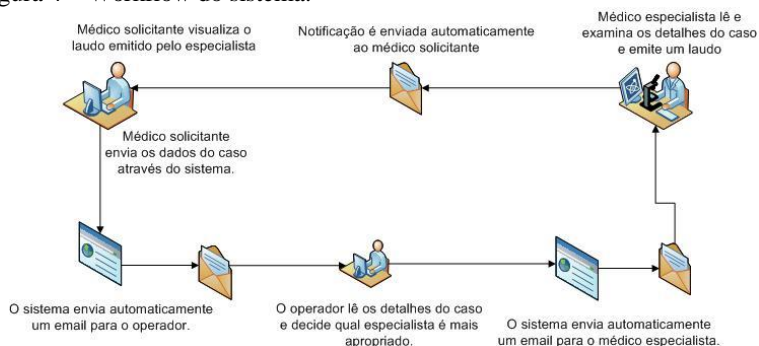 Workflow do sistema.
Médico solicitante visualiza o
laudo emitido pelo especialista
Notificação é enviada automaticamente
ao médico solicitante
Médico especialista lê e
examina os detalhes do caso
e emite um laudo
Médico solicitante
envia os dados do caso
através do sistema.
O sistema envia automaticamente
um email para o operador.
O operador lê os detalhes do caso
e decide qual especialista é mais
apropriado.
O sistema envia automaticamente
um email para o médico especialista.